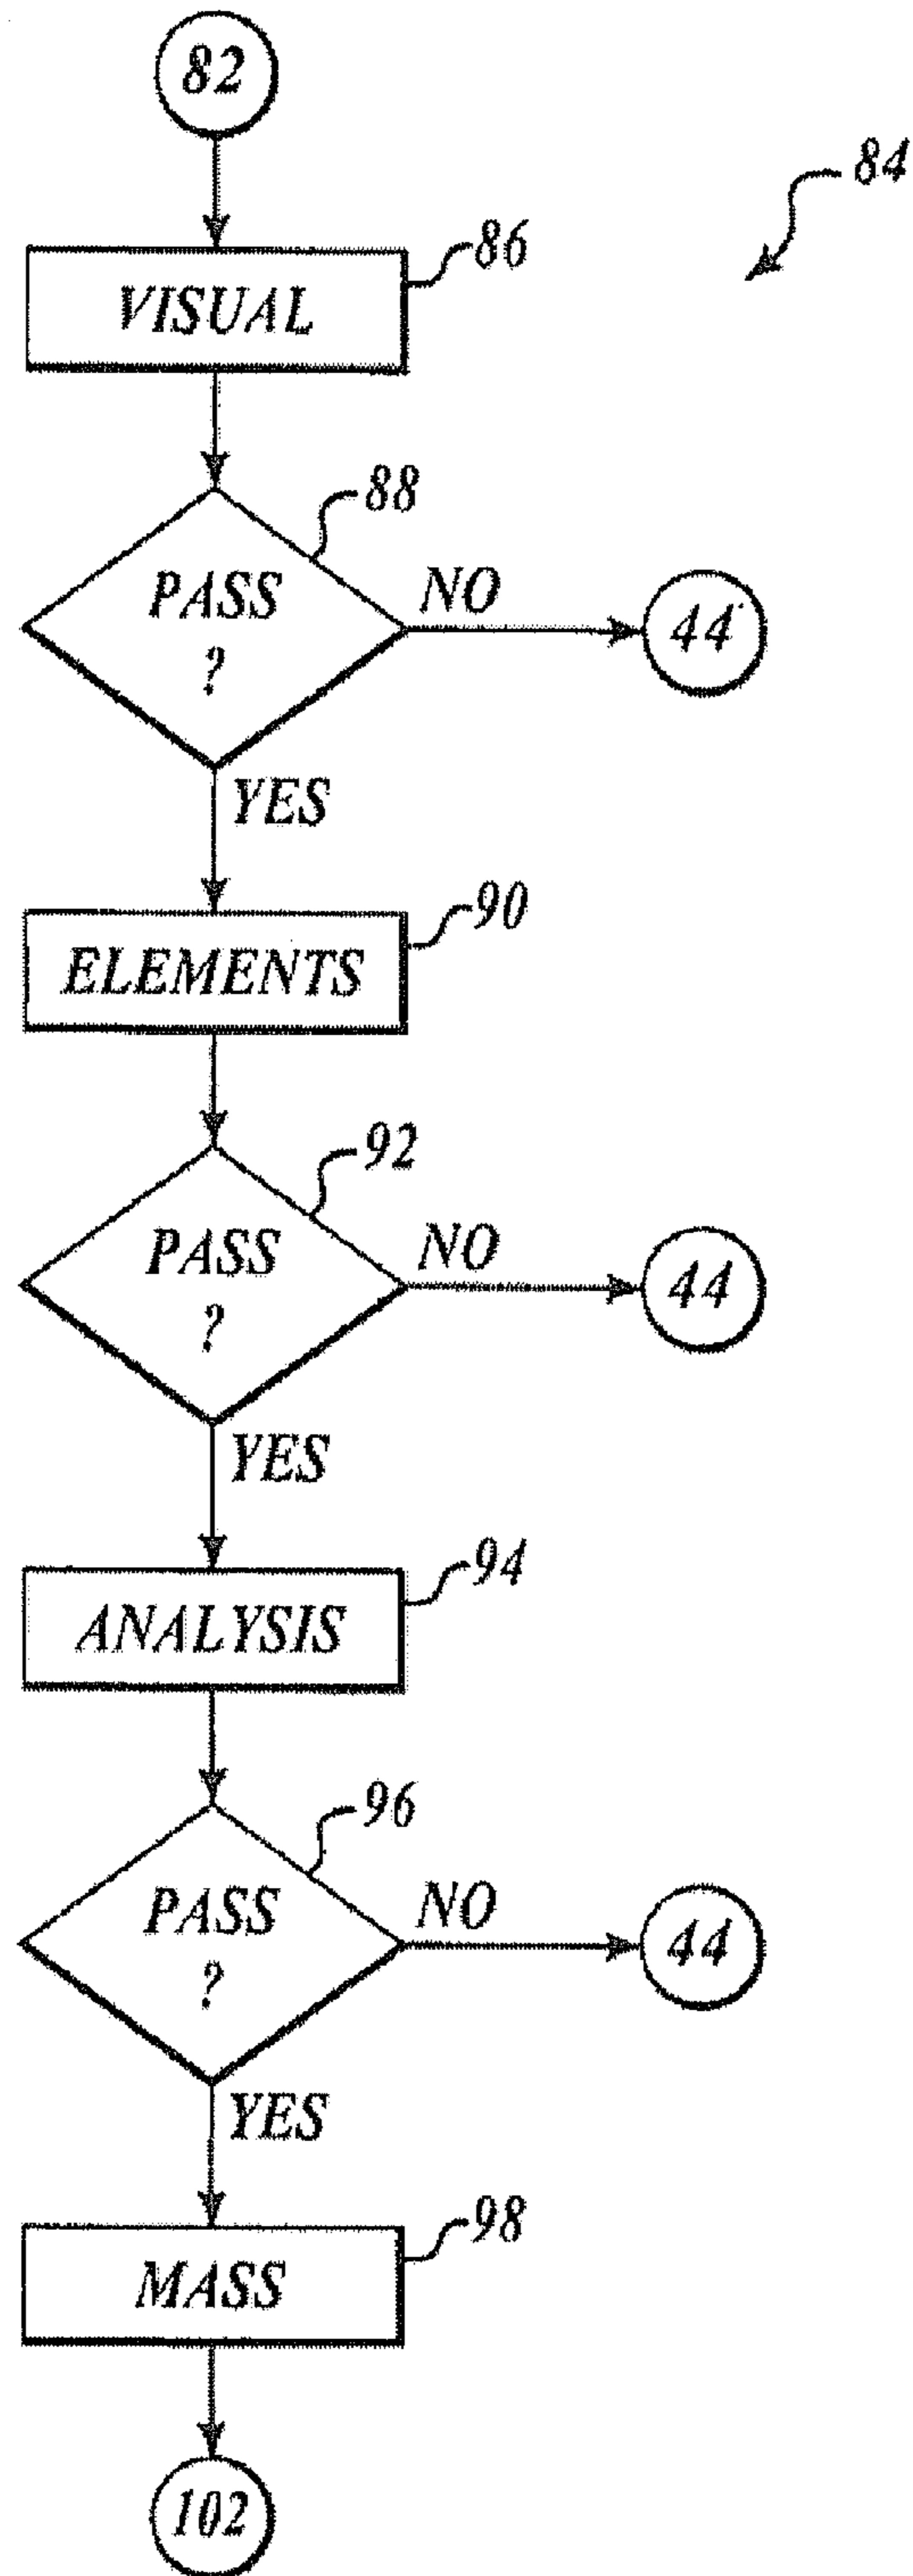 82
84
86
VISUAL
88
PASS
?
NO
44
YES
90
ELEMENTS
92
PASS
?
NO
44
YES
94
ANALYSIS
96
PASS
?
NO
44
YES
98
MASS
102